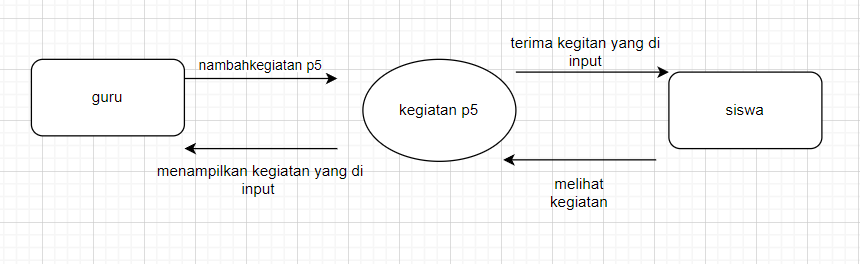 guru
nambahkegiatan p5
menampilkan kegiatan yang di
input
kegiatan p5
terima kegitan yang di
input
melihat
kegiatan
siswa